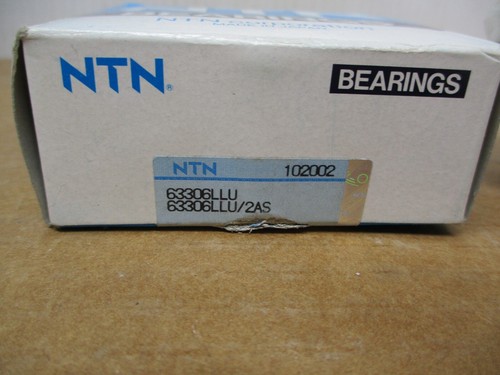 NTN®
BEARINGS
NTN 102002
63306LLU
63306LLU/2AS